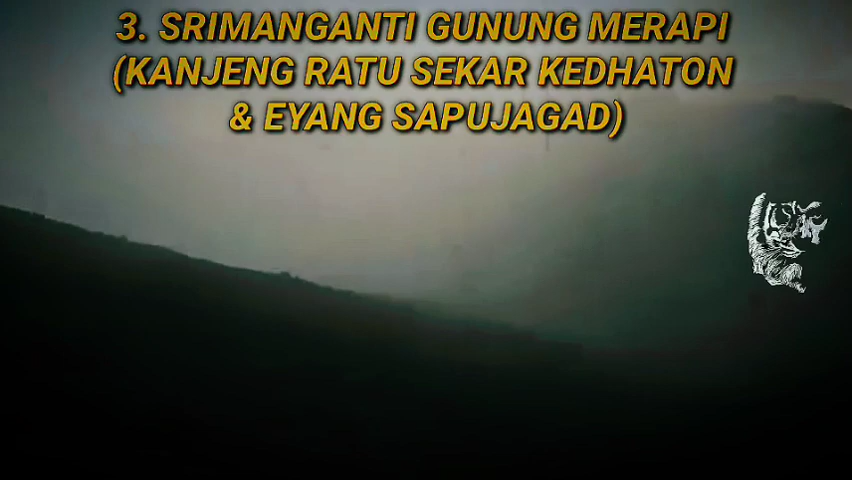 3. SRIMANGANTI GUNUNG MERAPI
(KANJENG RATU SEKAR KEDHATON
& EYANG SAPUJAGAD)